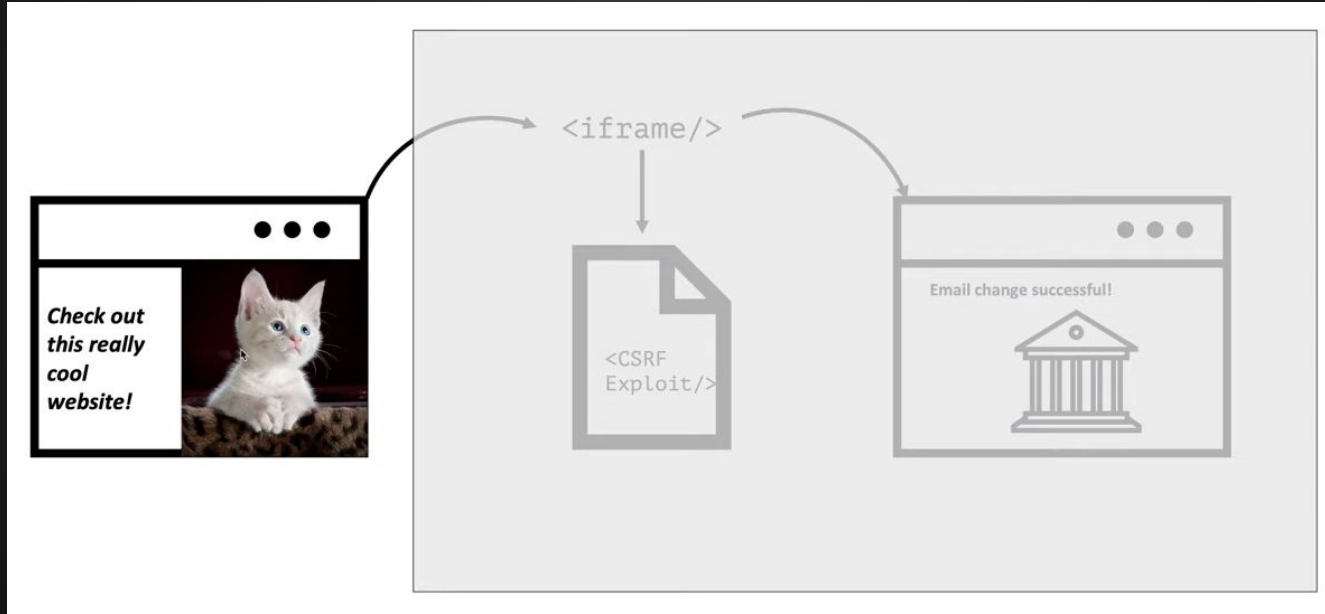 Check out
this really
cool
website!
<iframe/>
<CSRF
Exploit/>
Email change successful!